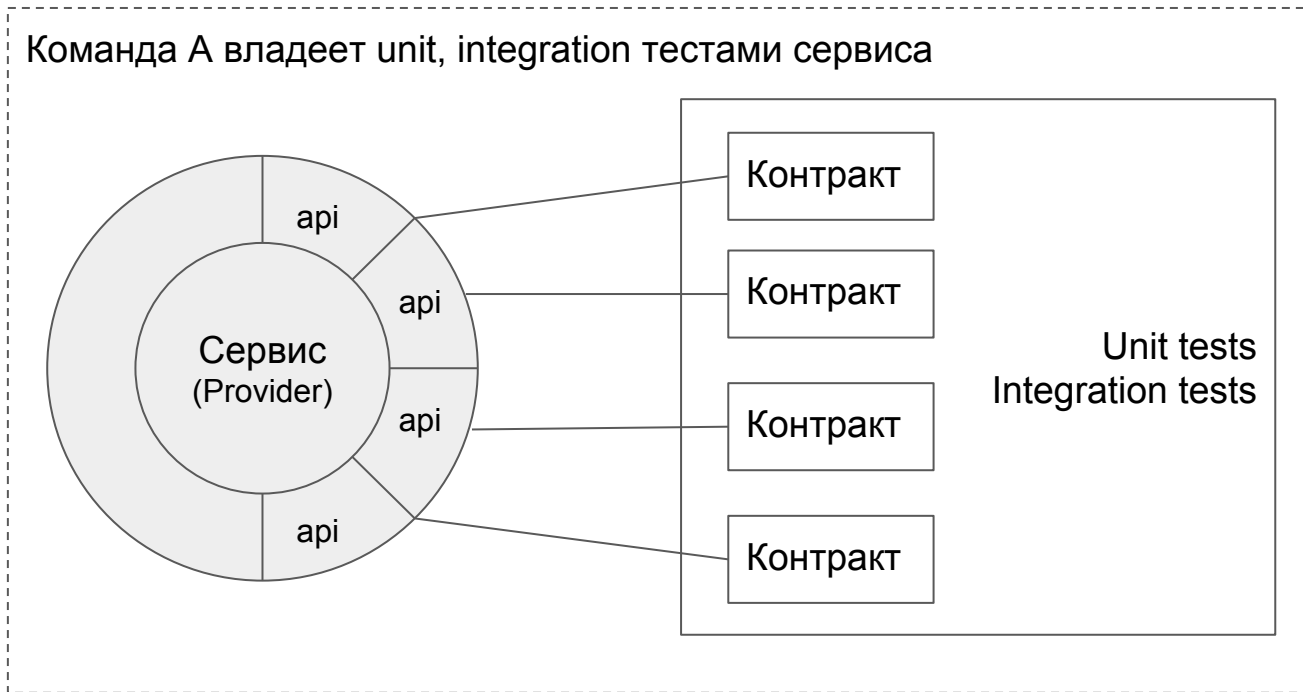 Команда А владеет unit, integration тестами сервиса
api
api
Сервис
(Provider)
api
api
Контракт
Контракт
Контракт
Контракт
Unit tests
Integration tests